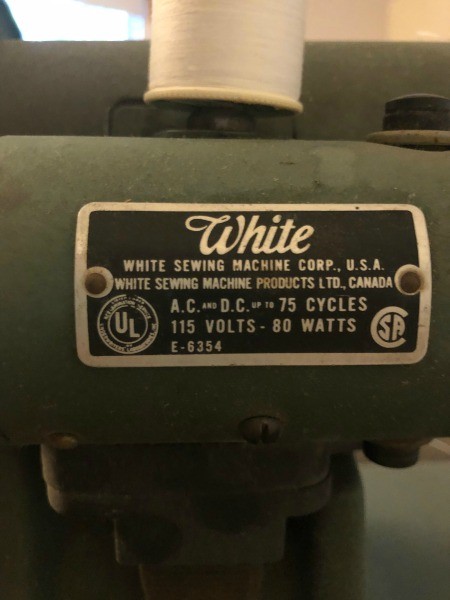 White
WHITE SEWING MACHINE CORP., U.S.A.
WHITE SEWING MACHINE PRODUCTS LTD., CANADA
A.C. AND D.C. UP TO 75 CYCLES
115 VOLTS - 80 WATTS
E-6354
UL
SA